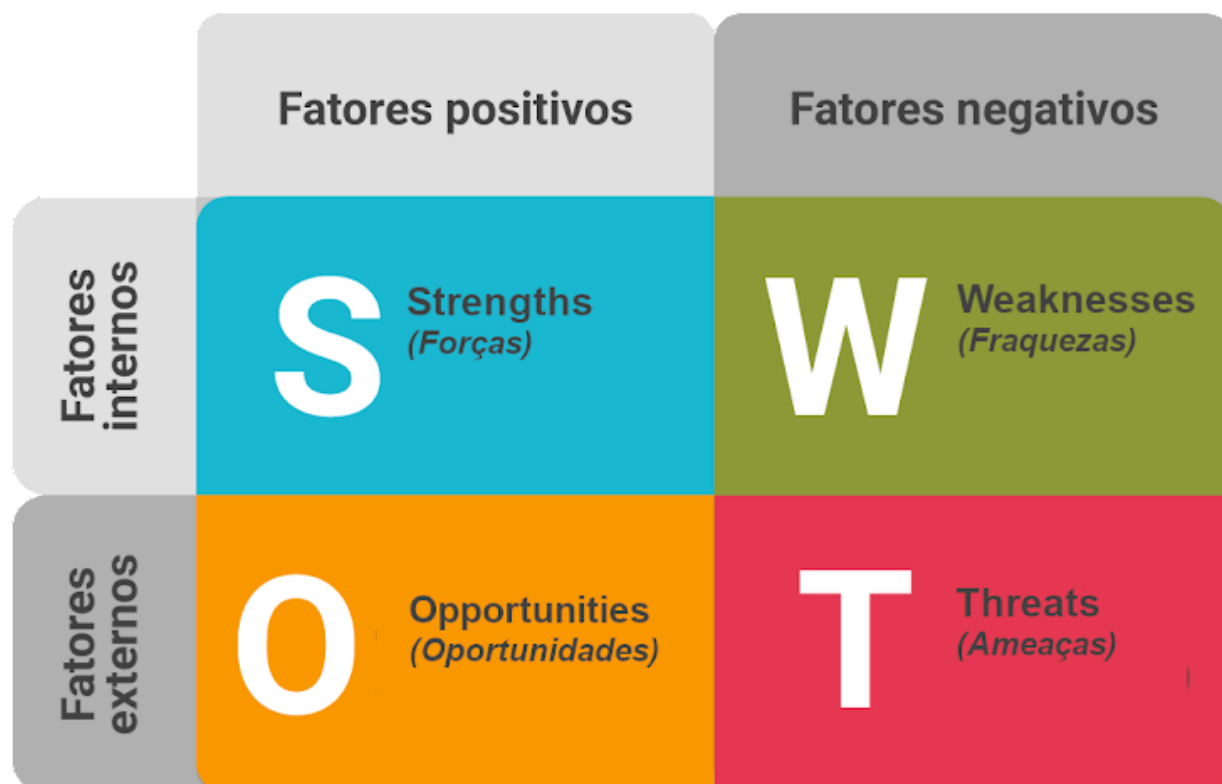 Fatores positivos
Fatores negativos
Fatores
internos
S
Strengths
(Forças)
W
Weaknesses
(Fraquezas)
Fatores
externos
O
Opportunities
(Oportunidades)
T
Threats
(Ameaças)